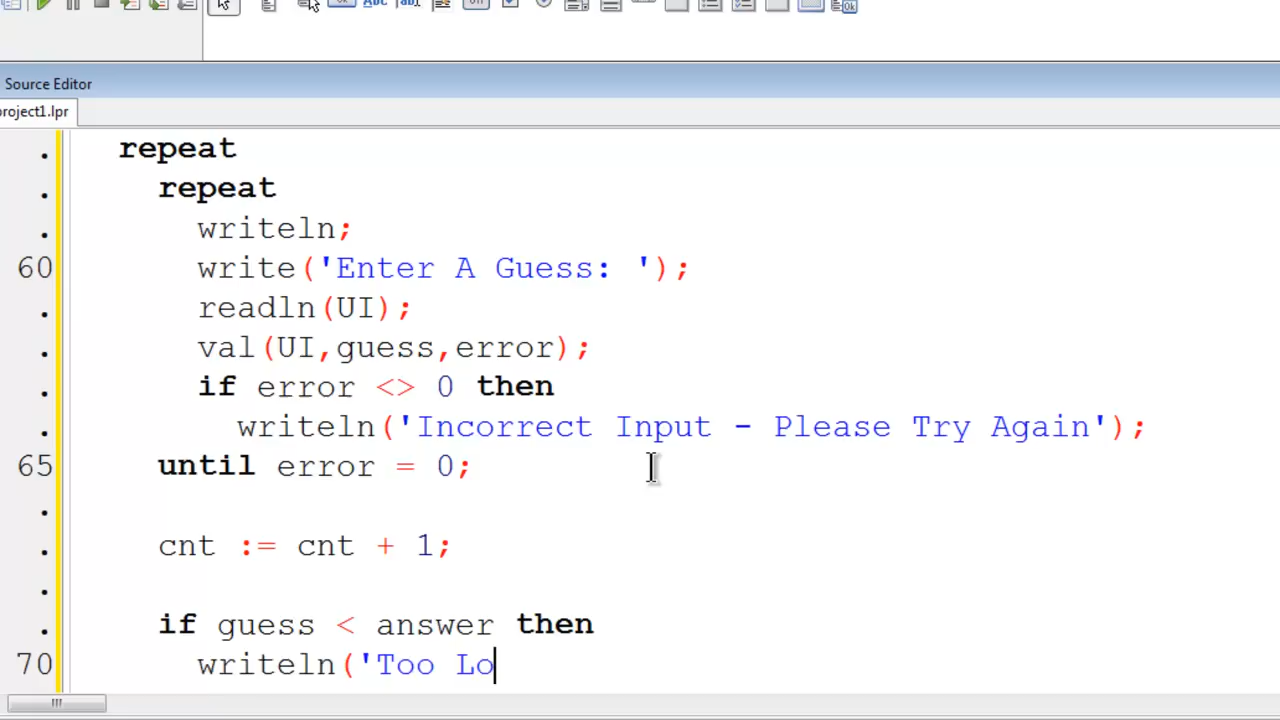 Source Editor
project1.lpr
repeat
repeat
writeln;
60 write('Enter A Guess: ');
readln(UI);
val(UI,guess,error);
if error <> 0 then
writeln('Incorrect Input - Please Try Again');
65 until error = 0;
cnt := cnt + 1;
if guess < answer then
70 writeln('Too Lo